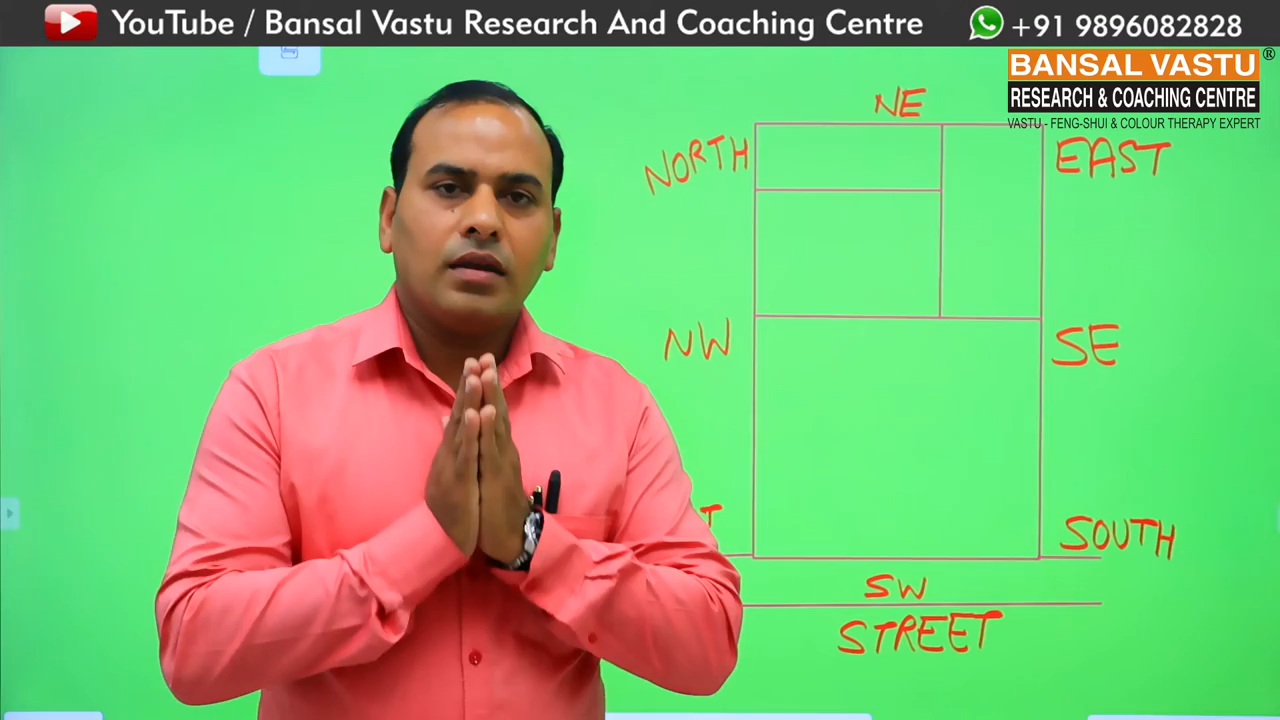 YouTube / Bansal Vastu Research And Coaching Centre
+91 9896082828
BANSAL VASTU®
RESEARCH & COACHING CENTRE
VASTU - FENG-SHUI & COLOUR THERAPY EXPERT
NE
NORTH
EAST
NW
SE
T
SOUTH
SW
STREET